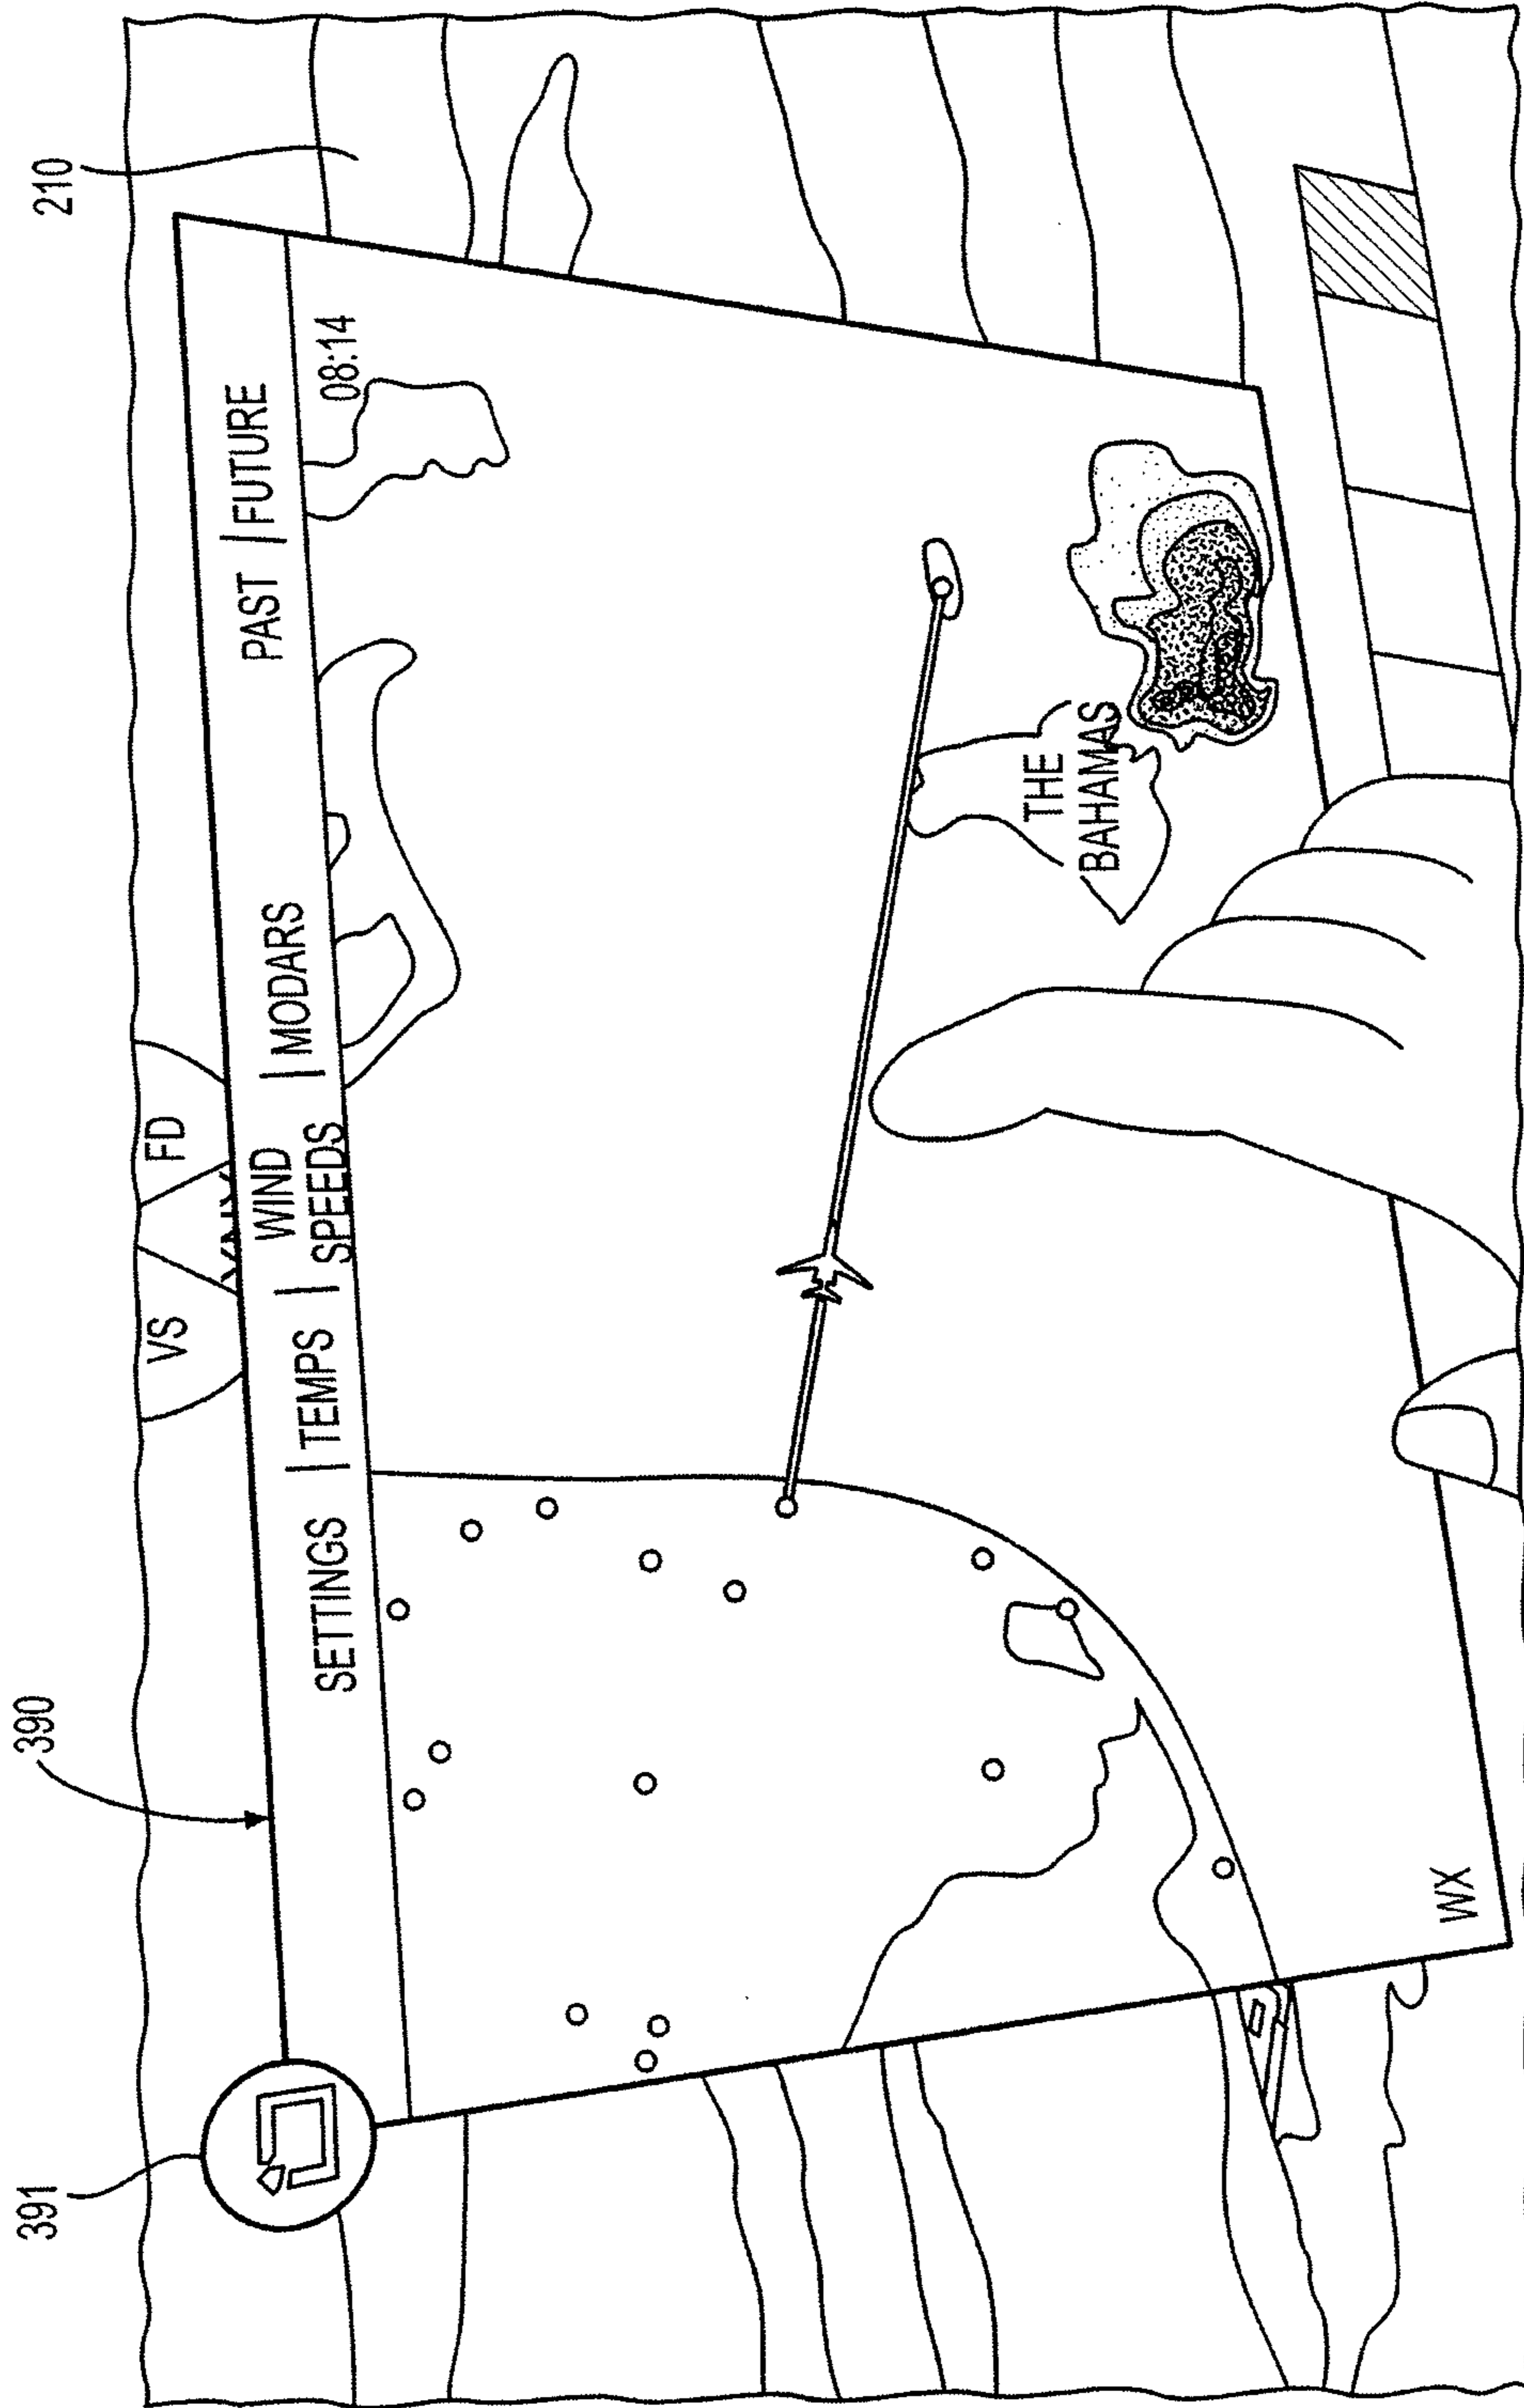 390
391
210
VS
FD
SETTINGS | TEMPS | WIND SPEEDS | MODARS
PAST | FUTURE
08:14
THE
BAHAMAS
WX